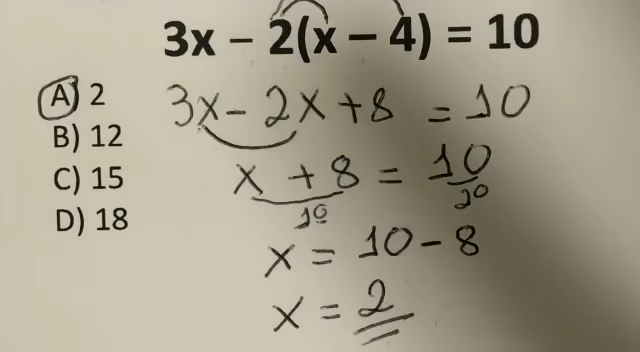 3x − 2(x − 4) = 10
A) 2
B) 12
C) 15
D) 18
3x - 2x + 8 = 10
x + 8 = 10
1º
2º
x = 10 - 8
x = 2